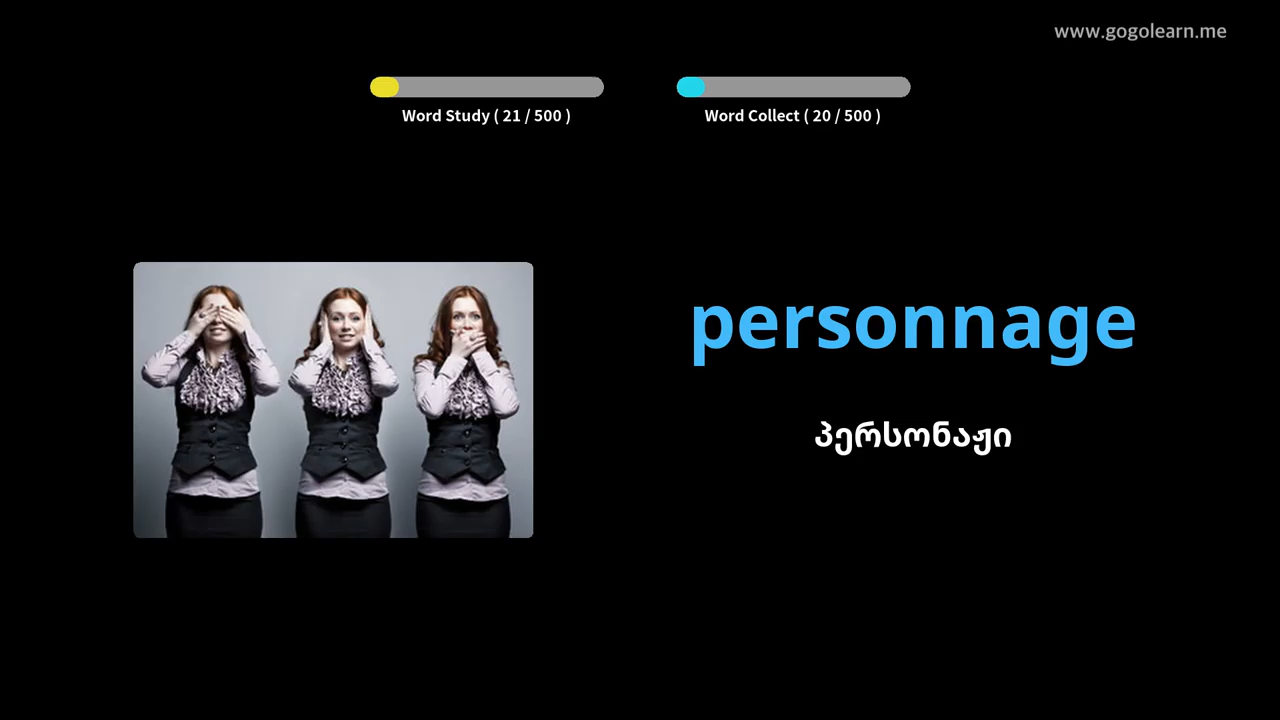 www.gogolearn.me
Word Study ( 21 / 500 )
Word Collect ( 20 / 500 )
personnage
პერსონაჟი